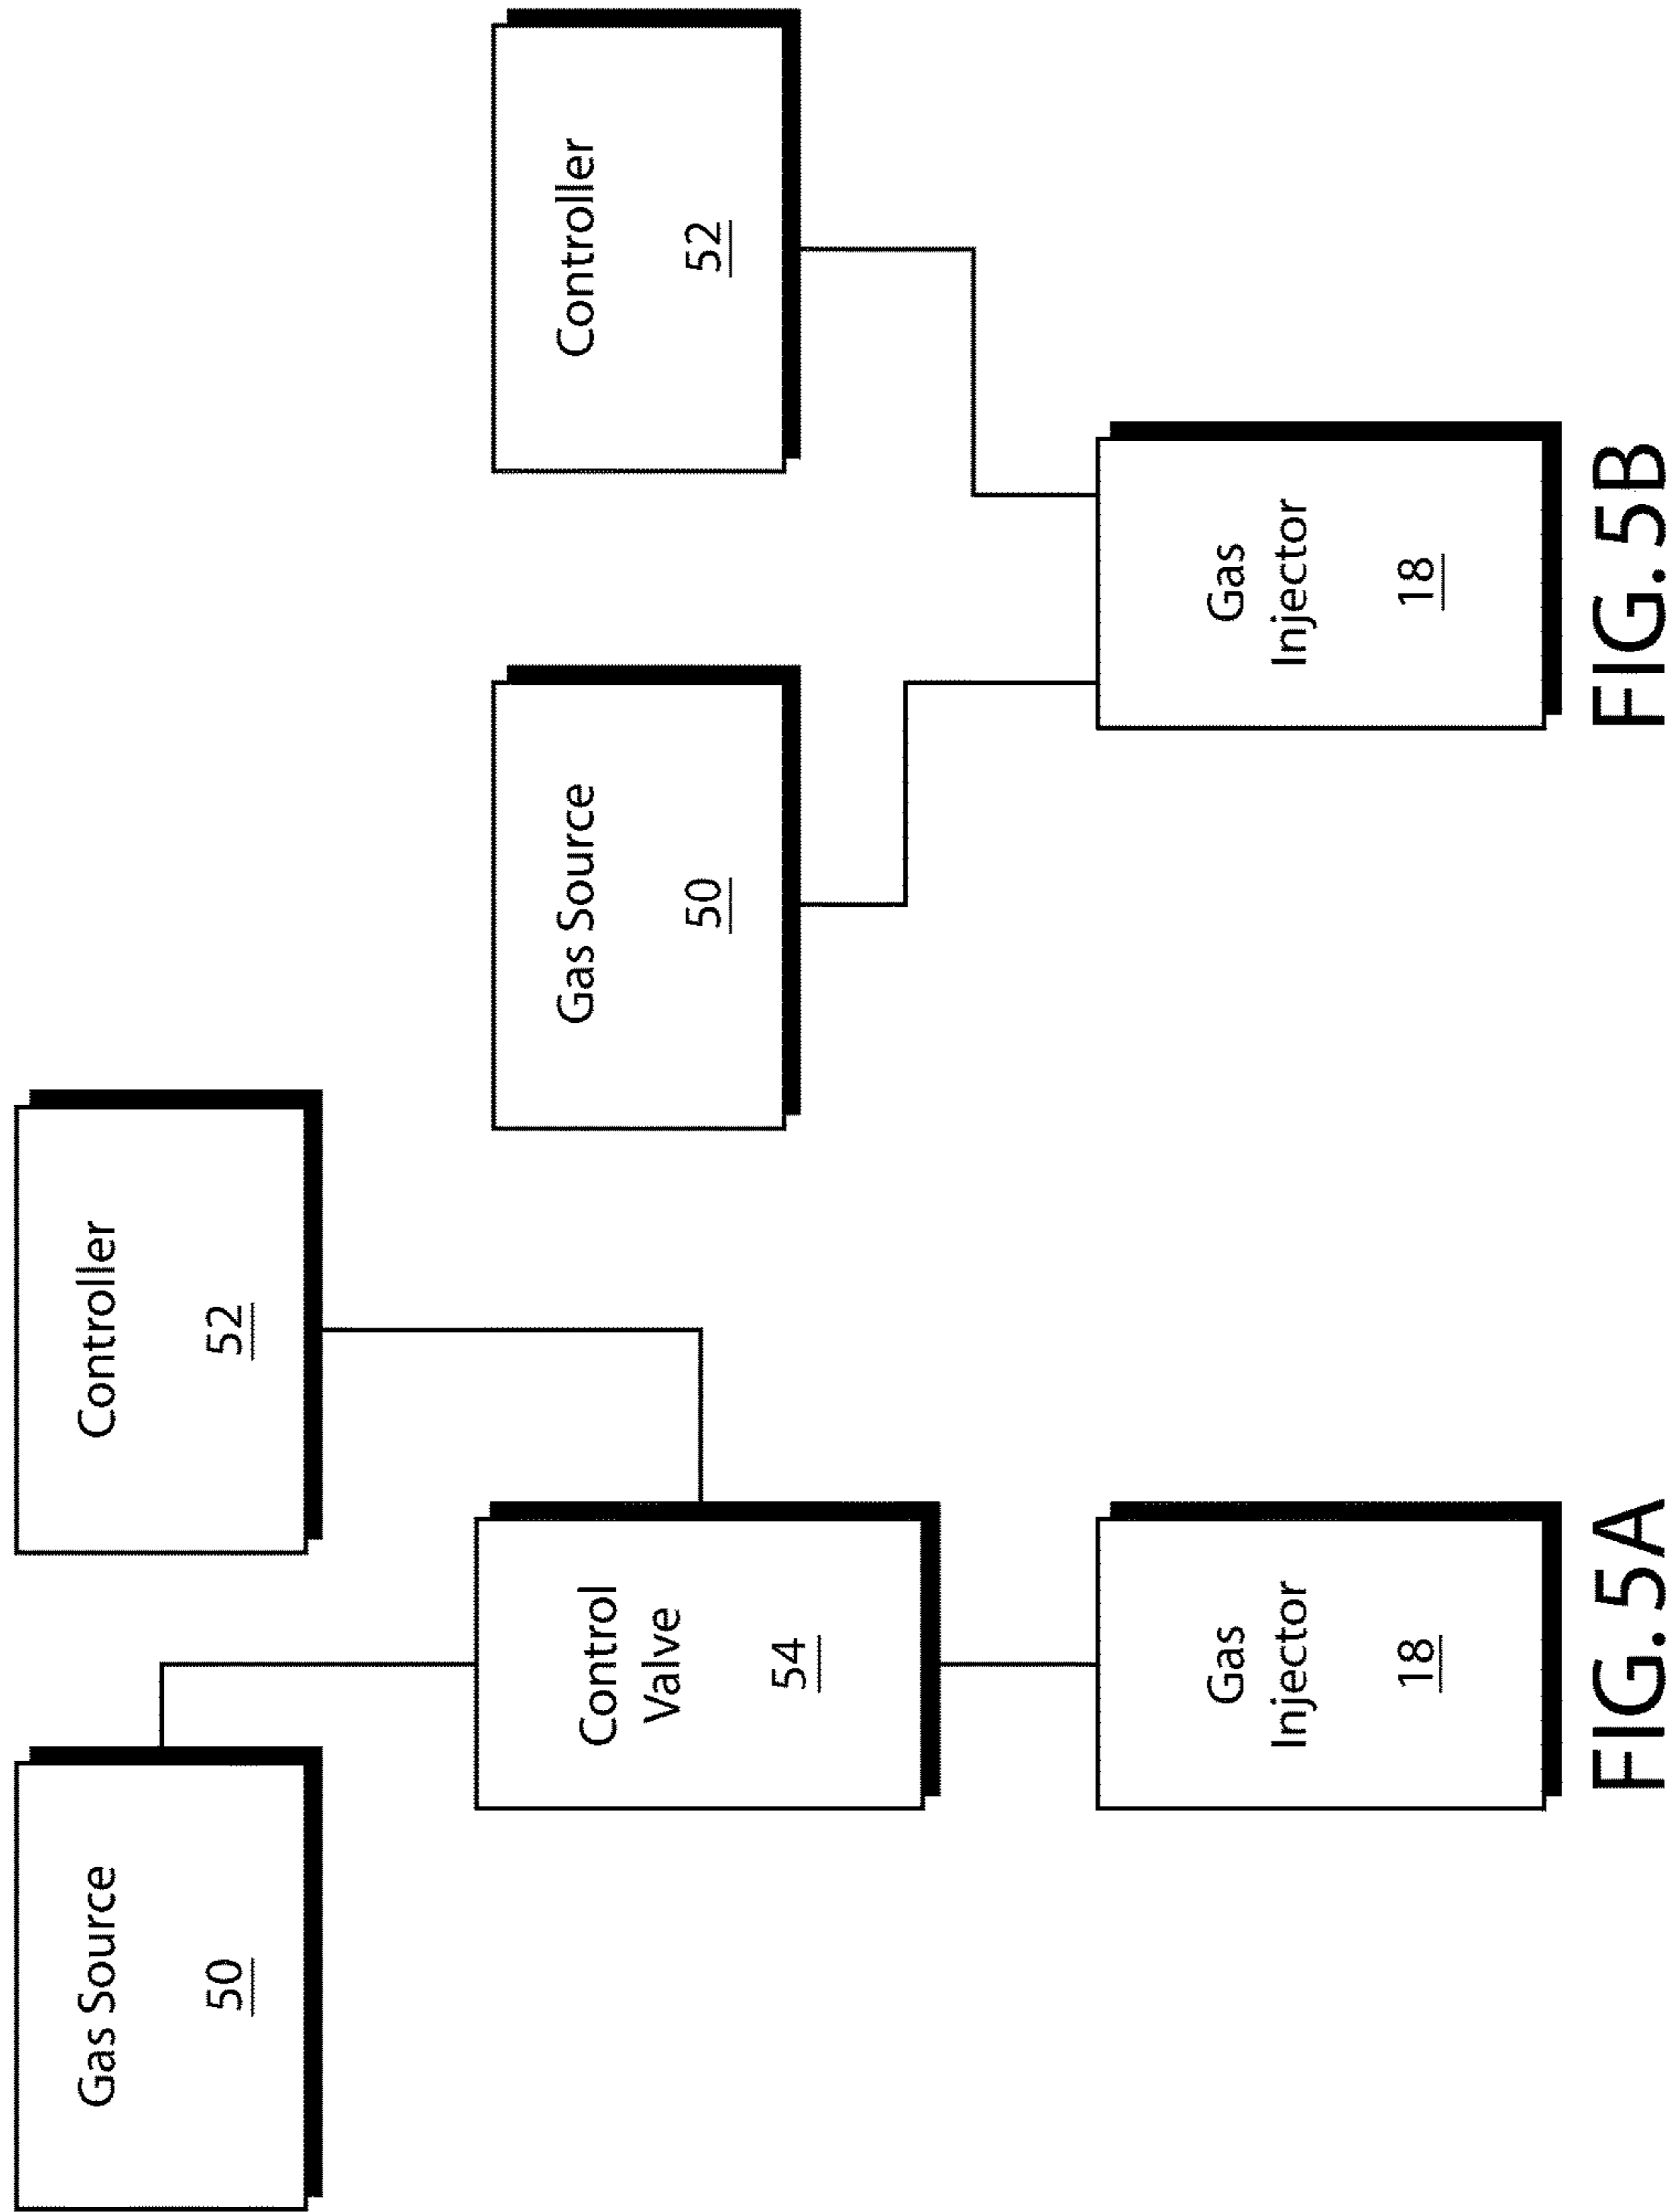 Gas Source
50
Controller
52
Control
Valve
54
Gas
Injector
18
FIG. 5A
Gas Source
50
Controller
52
Gas
Injector
18
FIG. 5B